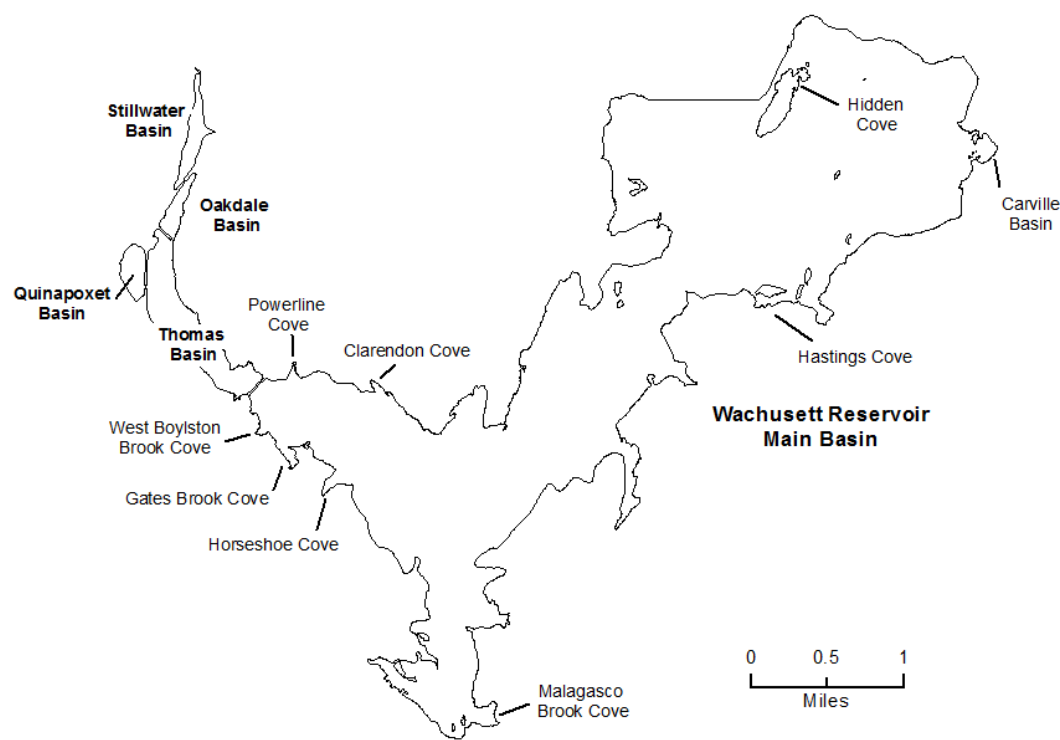 Stillwater
Basin
Hidden
Cove
Oakdale
Basin
Carville
Basin
Quinapoxet
Basin
Powerline
Cove
Thomas
Basin
Clarendon Cove
Hastings Cove
Wachusett Reservoir
Main Basin
West Boylston
Brook Cove
Gates Brook Cove
Horseshoe Cove
0 0.5 1
Miles
Malagasco
Brook Cove